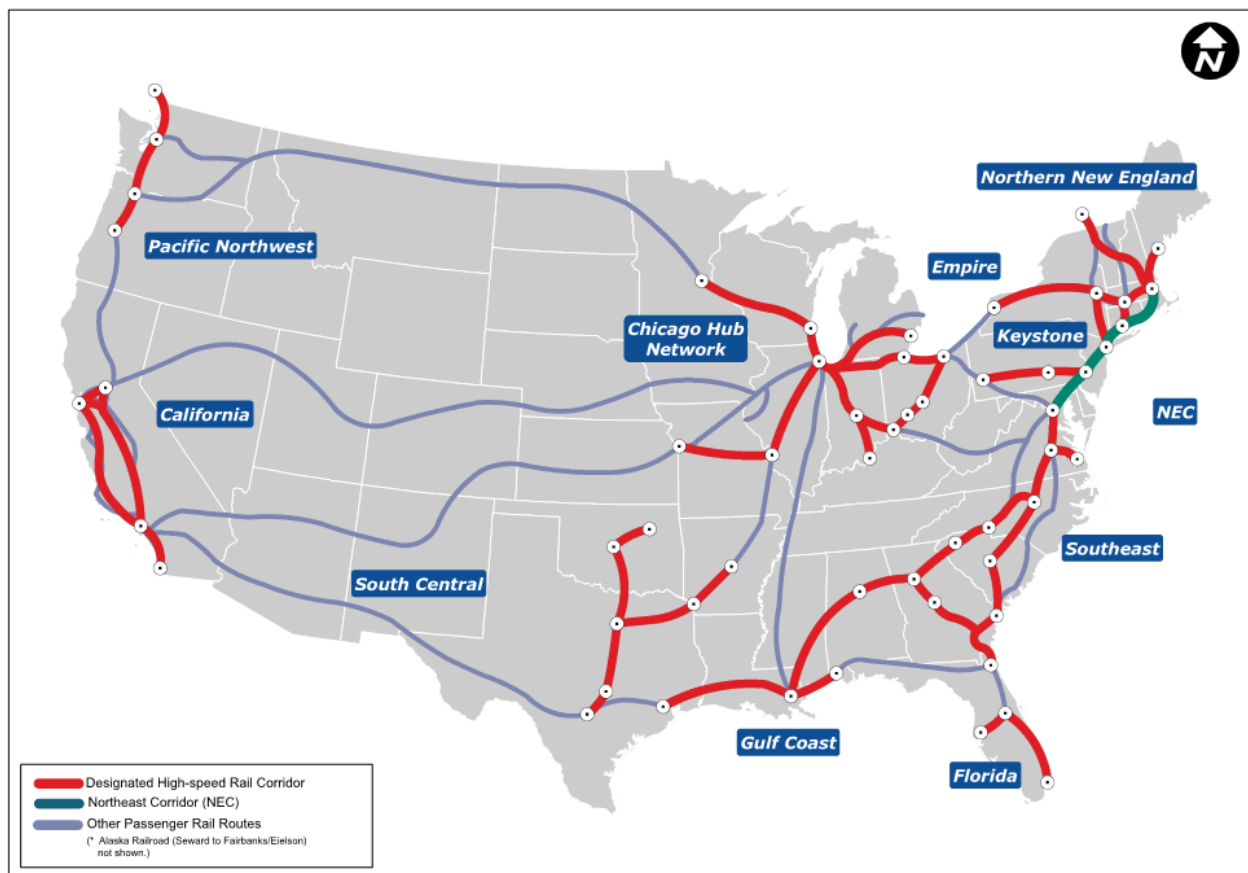 N
Northern New England
Pacific Northwest
Empire
Chicago Hub
Network
Keystone
California
NEC
Southeast
South Central
Gulf Coast
Florida
Designated High-speed Rail Corridor
Northeast Corridor (NEC)
Other Passenger Rail Routes
(* Alaska Railroad (Seward to Fairbanks/Eielson)
not shown.)